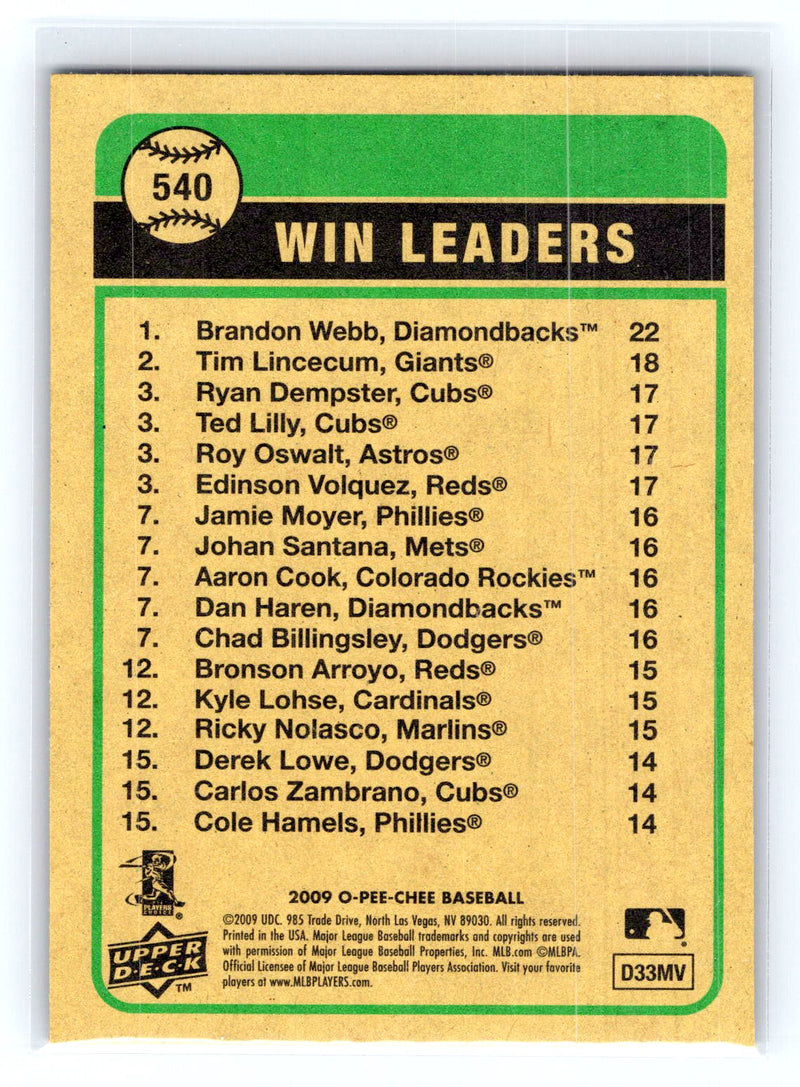 540
WIN LEADERS
1. Brandon Webb, Diamondbacks™ 22
2. Tim Lincecum, Giants® 18
3. Ryan Dempster, Cubs® 17
3. Ted Lilly, Cubs® 17
3. Roy Oswalt, Astros® 17
3. Edinson Volquez, Reds® 17
7. Jamie Moyer, Phillies® 16
7. Johan Santana, Mets® 16
7. Aaron Cook, Colorado Rockies™ 16
7. Dan Haren, Diamondbacks™ 16
7. Chad Billingsley, Dodgers® 16
12. Bronson Arroyo, Reds® 15
12. Kyle Lohse, Cardinals® 15
12. Ricky Nolasco, Marlins® 15
15. Derek Lowe, Dodgers® 14
15. Carlos Zambrano, Cubs® 14
15. Cole Hamels, Phillies® 14
PLAYERS
CHOICE ®
UPPER
DECK
™
2009 O-PEE-CHEE BASEBALL
©2009 UDC. 985 Trade Drive, North Las Vegas, NV 89030. All rights reserved.
Printed in the USA. Major League Baseball trademarks and copyrights are used
with permission of Major League Baseball Properties, Inc. MLB.com ©MLBPA.
Official Licensee of Major League Baseball Players Association. Visit your favorite
players at www.MLBPLAYERS.com.
D33MV